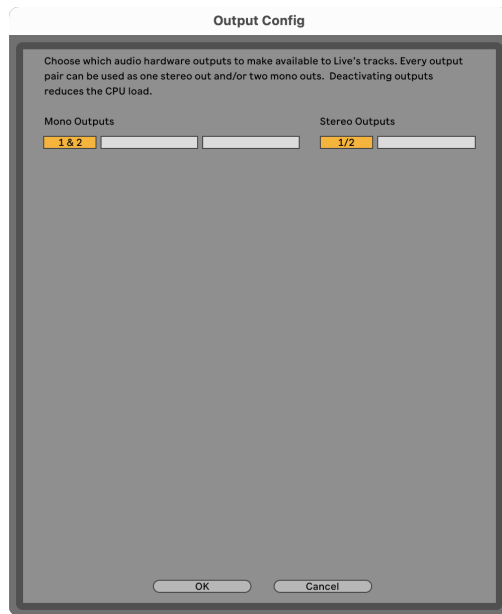 Output Config
Choose which audio hardware outputs to make available to Live's tracks. Every output
pair can be used as one stereo out and/or two mono outs.  Deactivating outputs
reduces the CPU load.
Mono Outputs
Stereo Outputs
1 & 2
1/2
OK
Cancel